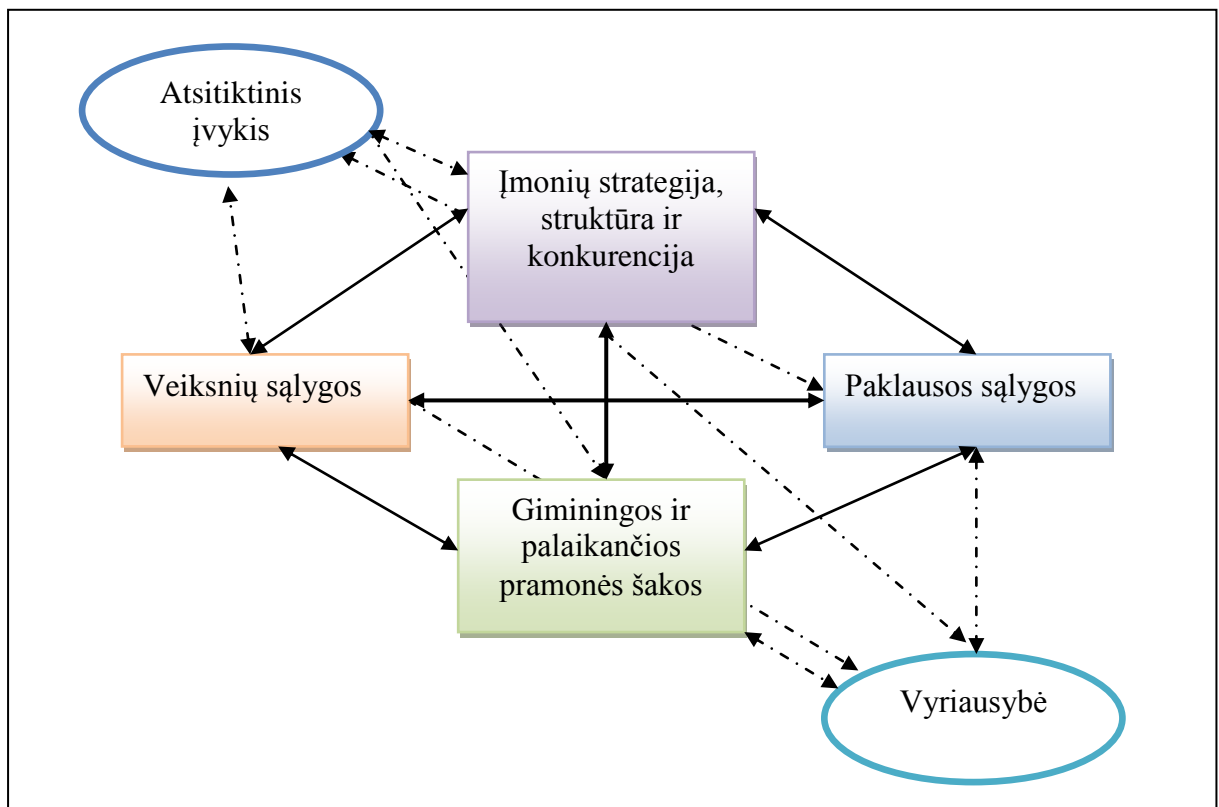 Atsitiktinis
įvykis
Įmonių strategija,
struktūra ir
konkurencija
Veiksnių sąlygos
Paklausos sąlygos
Giminingos ir
palaikančios
pramonės šakos
Vyriausybė